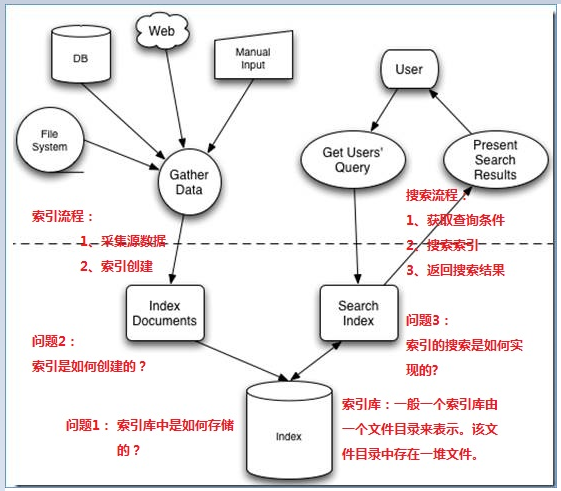 Web
DB
Manual
Input
User
File
System
Gather
Data
Get Users'
Query
Present
Search
Results
索引流程：
1、采集源数据
2、索引创建
搜索流程：
1、获取查询条件
2、搜索索引
3、返回搜索结果
Index
Documents
Search
Index
问题2：
索引是如何创建的？
问题3：
索引的搜索是如何实
现的?
问题1： 索引库中是如何存储
的？
Index
索引库：一般一个索引库由
一个文件目录来表示。该文
件目录中存在一堆文件。